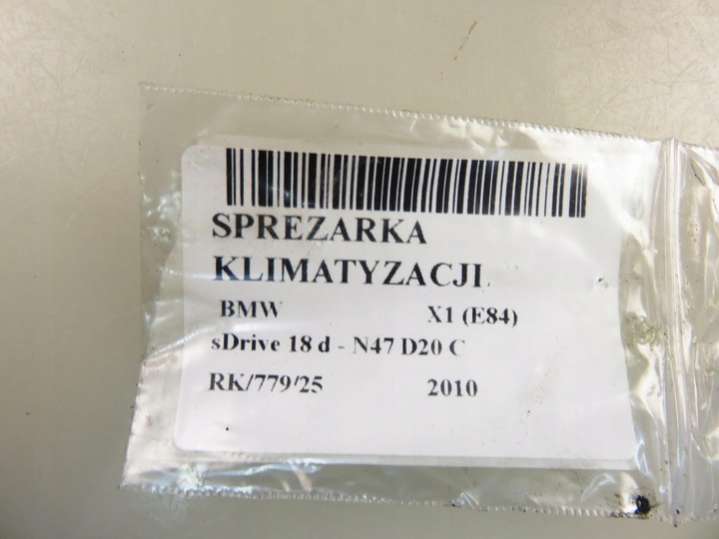 SPREZARKA
KLIMATYZACJI
BMW X1 (E84)
sDrive 18 d - N47 D20 C
RK/779/25 2010